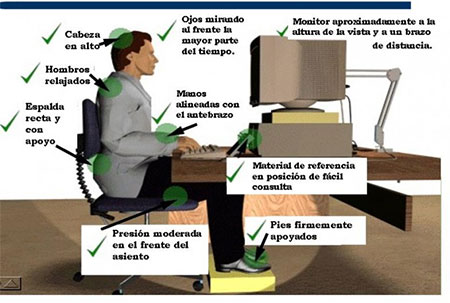 Cabeza
en alto
Ojos mirando
al frente la
mayor parte
del tiempo.
Monitor aproximadamente a la
altura de la vista y a un brazo
de distancia.
Hombros
relajados
Manos
alineadas con
el antebrazo
Espalda
recta y
con
apoyo
Material de referencia
en posición de fácil
consulta
Presión moderada
en el frente del
asiento
Pies firmemente
apoyados